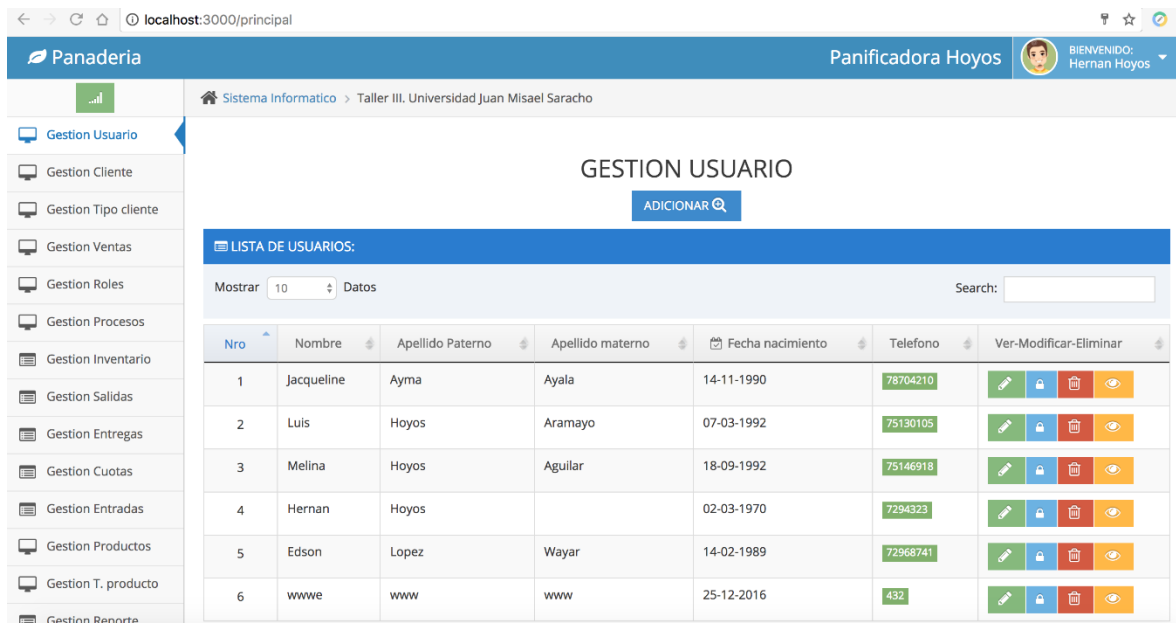 localhost:3000/principal
Panaderia
Panificadora Hoyos
BIENVENIDO:
Hernan Hoyos
Sistema Informatico > Taller III. Universidad Juan Misael Saracho
Gestion Usuario
Gestion Cliente
Gestion Tipo cliente
Gestion Ventas
Gestion Roles
Gestion Procesos
Gestion Inventario
Gestion Salidas
Gestion Entregas
Gestion Cuotas
Gestion Entradas
Gestion Productos
Gestion T. producto
Gestion Reporte
GESTION USUARIO
ADICIONAR
LISTA DE USUARIOS:
Mostrar 10 Datos
Search:
Nro Nombre Apellido Paterno Apellido materno Fecha nacimiento Telefono Ver-Modificar-Eliminar
1 Jacqueline Ayma Ayala 14-11-1990 78704210
2 Luis Hoyos Aramayo 07-03-1992 75130105
3 Melina Hoyos Aguilar 18-09-1992 75146918
4 Hernan Hoyos 02-03-1970 7294323
5 Edson Lopez Wayar 14-02-1989 72968741
6 wwwe www www 25-12-2016 432